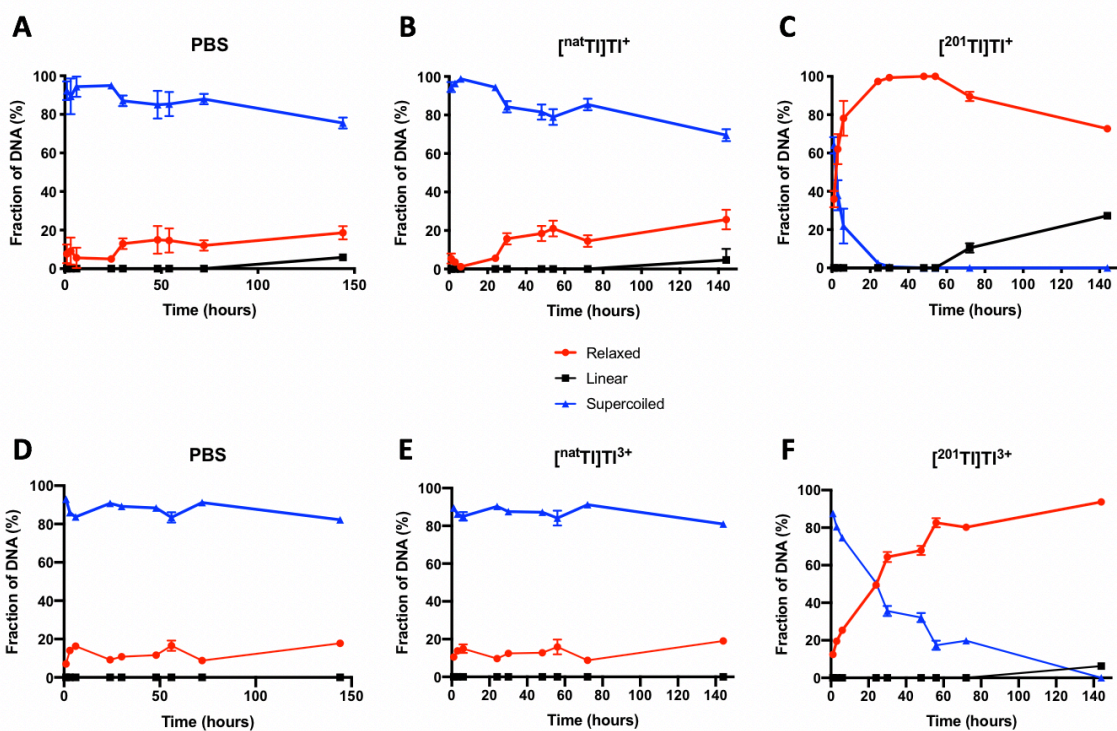 A
PBS
Fraction of DNA (%)
100
80
60
40
20
0
0 50 100 150
Time (hours)
B
[natTl]Tl+
Fraction of DNA (%)
100
80
60
40
20
0
0 20 40 60 80 100 120 140
Time (hours)
C
[201Tl]Tl+
Fraction of DNA (%)
100
80
60
40
20
0
0 20 40 60 80 100 120 140
Time (hours)
Relaxed
Linear
Supercoiled
D
PBS
Fraction of DNA (%)
100
80
60
40
20
0
0 50 100 150
Time (hours)
E
[natTl]Tl3+
Fraction of DNA (%)
100
80
60
40
20
0
0 20 40 60 80 100 120 140
Time (hours)
F
[201Tl]Tl3+
Fraction of DNA (%)
100
80
60
40
20
0
0 20 40 60 80 100 120 140
Time (hours)